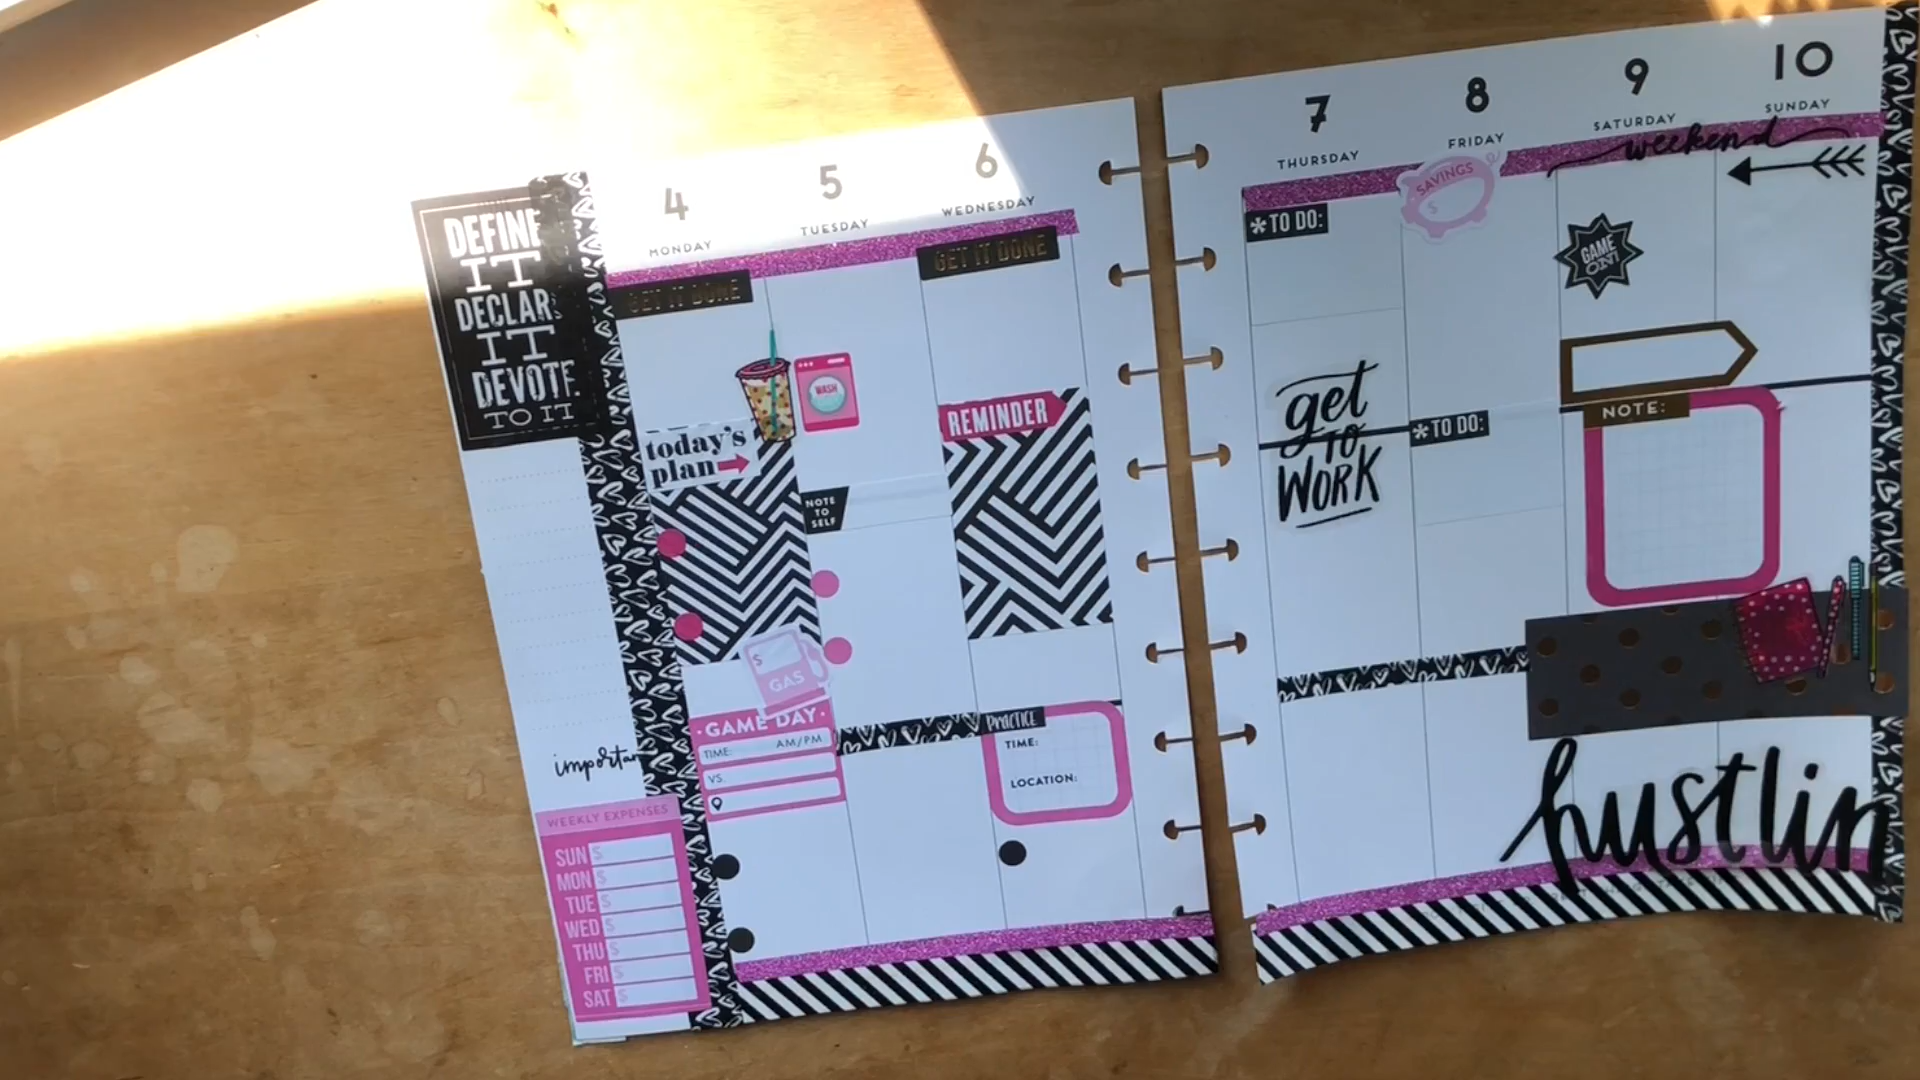 DEFINE
IT
DECLAR
IT
DEVOTE
TO IT
importan
WEEKLY EXPENSES
SUN $
MON $
TUE $
WED $
THU $
FRI $
SAT $
4
MONDAY
GET IT DONE
today's
plan
$
GAS
·GAME DAY·
TIME: AM/PM
VS.
5
TUESDAY
WASH
NOTE
TO
SELF
6
WEDNESDAY
GET IT DONE
REMINDER
PRACTICE
TIME:
LOCATION:
7
THURSDAY
*TO DO:
get
TO
WORK
8
FRIDAY
SAVINGS
$
*TO DO:
9
SATURDAY
10
SUNDAY
weekend
GAME
ON!
NOTE:
hustlin